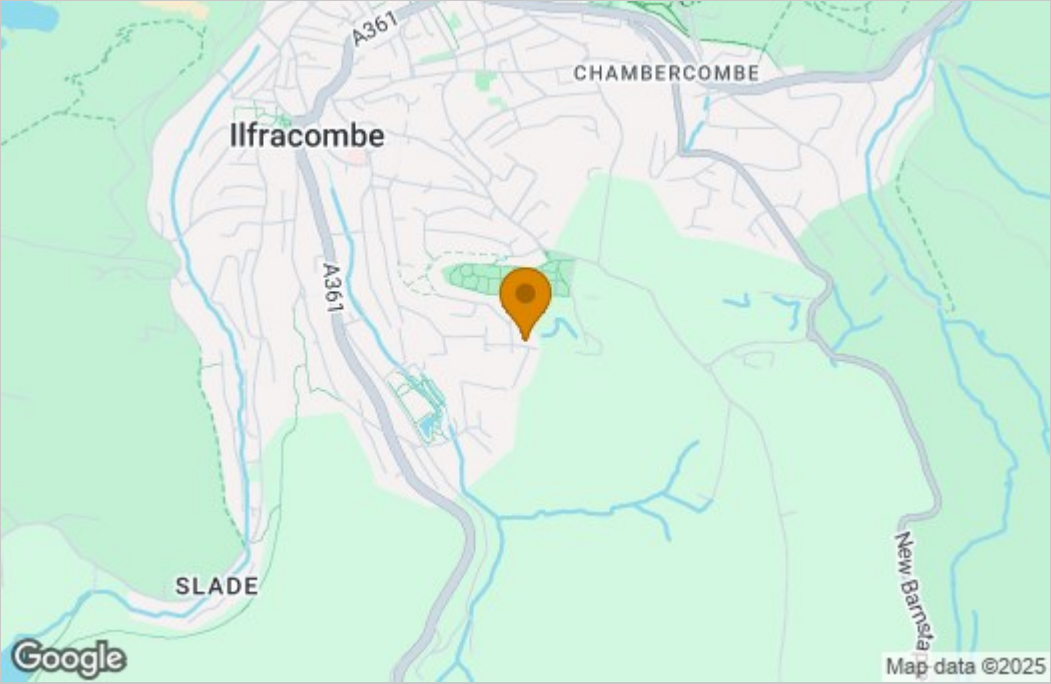 A361
CHAMBERCOMBE
Ilfracombe
A361
SLADE
New Barnsta
Google
Map data ©2025